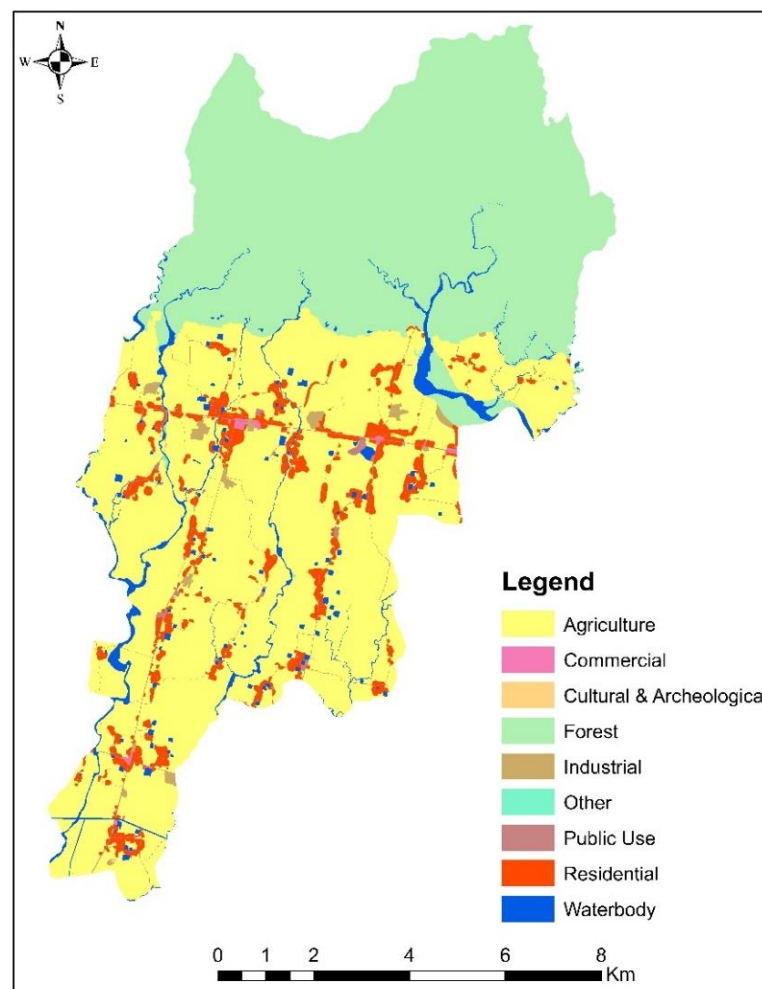 N
W E
S
Legend
Agriculture
Commercial
Cultural & Archeologica
Forest
Industrial
Other
Public Use
Residential
Waterbody
0 1 2 4 6 8
Km